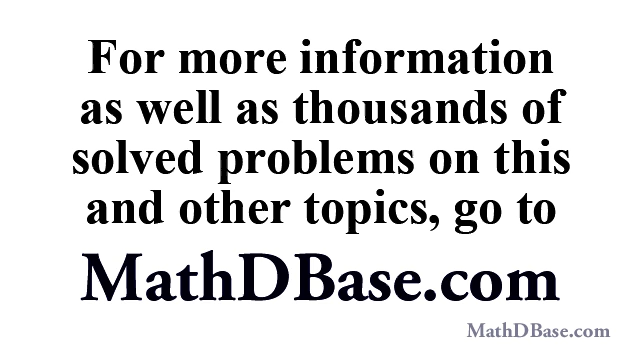 For more information
as well as thousands of
solved problems on this
and other topics, go to
MathDBase.com
MathDBase.com